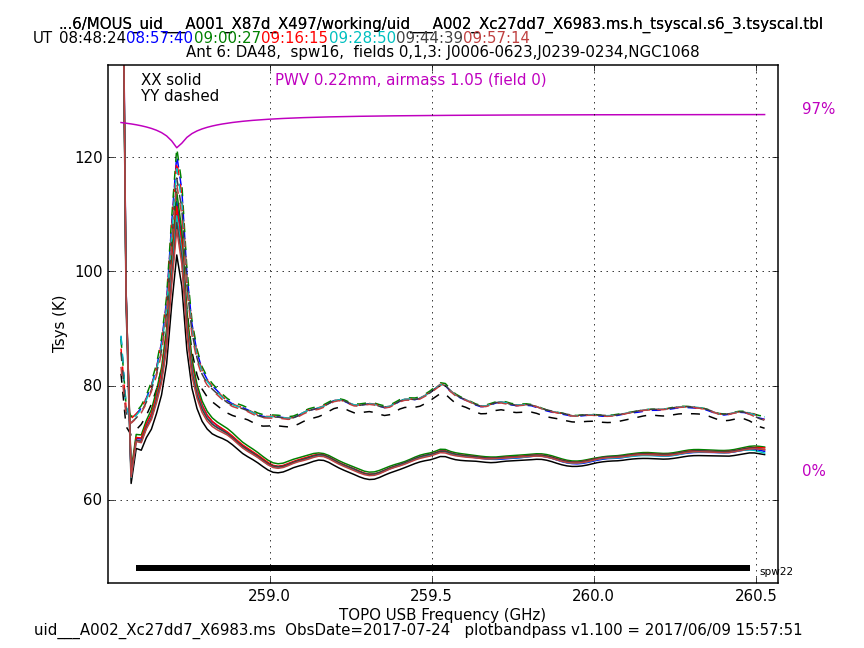 ...6/MOUS_uid___A001_X87d_X497/working/uid___A002_Xc27dd7_X6983.ms.h_tsyscal.s6_3.tsyscal.tbl
UT 08:48:24 08:57:40 09:00:27 09:16:15 09:28:50 09:44:39 09:57:14
Ant 6: DA48, spw16, fields 0,1,3: J0006-0623,J0239-0234,NGC1068
XX solid
PWV 0.22mm, airmass 1.05 (field 0)
YY dashed
97%
120
100
Tsys (K)
80
0%
60
spw22
259.0 259.5 260.0 260.5
TOPO USB Frequency (GHz)
uid___A002_Xc27dd7_X6983.ms ObsDate=2017-07-24 plotbandpass v1.100 = 2017/06/09 15:57:51